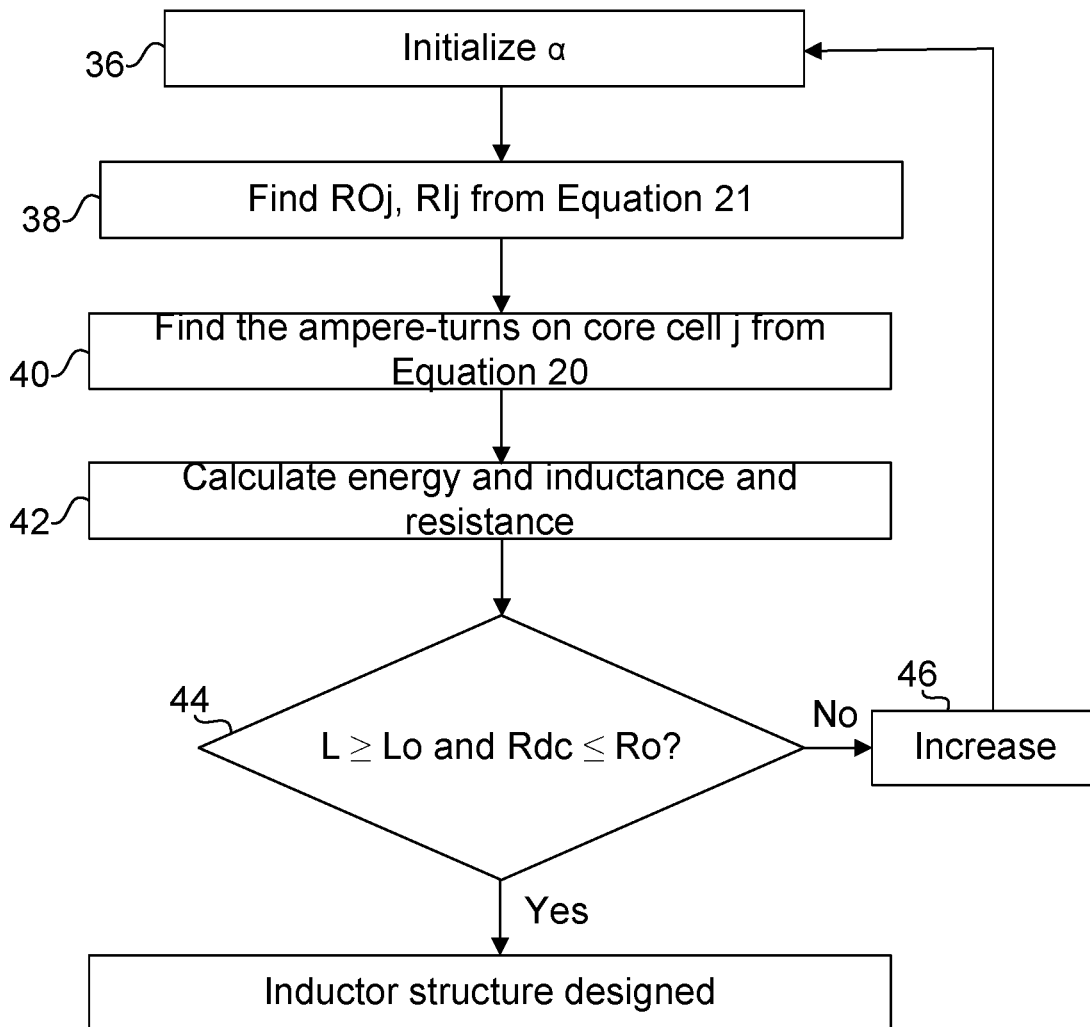 Initialize α
36
Find ROj, RIj from Equation 21
38
Find the ampere-turns on core cell j from
Equation 20
40
Calculate energy and inductance and
resistance
42
44
L ≥ Lo and Rdc ≤ Ro?
No
46
Increase
Yes
Inductor structure designed